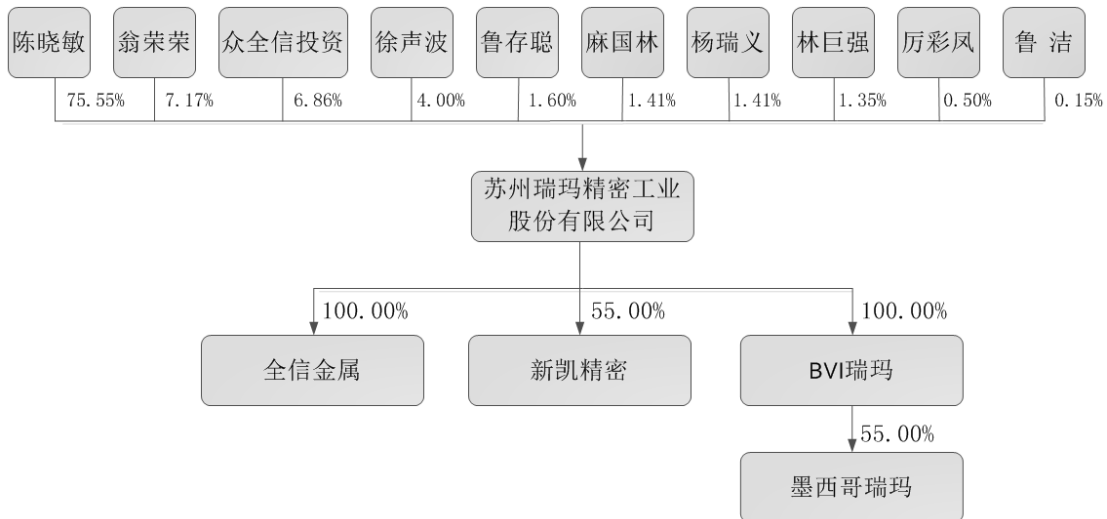 陈晓敏 翁荣荣 众全信投资 徐声波 鲁存聪 麻国林 杨瑞义 林巨强 厉彩凤 鲁 洁
75.55% 7.17% 6.86% 4.00% 1.60% 1.41% 1.41% 1.35% 0.50% 0.15%
苏州瑞玛精密工业
股份有限公司
100.00% 55.00% 100.00%
全信金属 新凯精密 BVI瑞玛
55.00%
墨西哥瑞玛